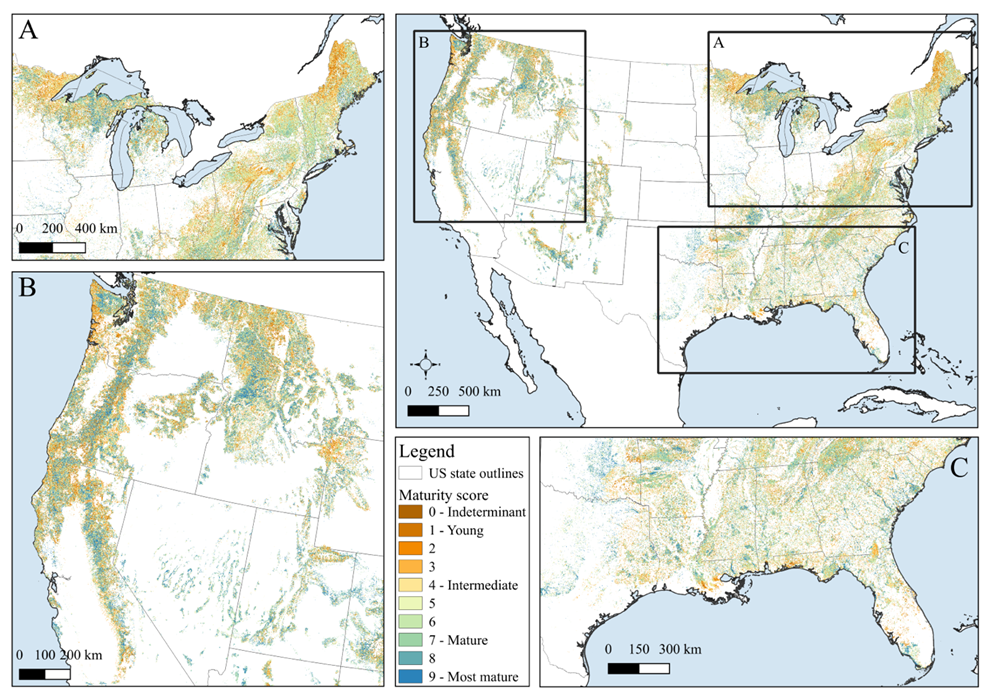 A
0 200 400 km
B
A
C
0 250 500 km
B
0 100 200 km
Legend
US state outlines
Maturity score
0 - Indeterminant
1 - Young
2
3
4 - Intermediate
5
6
7 - Mature
8
9 - Most mature
C
0 150 300 km